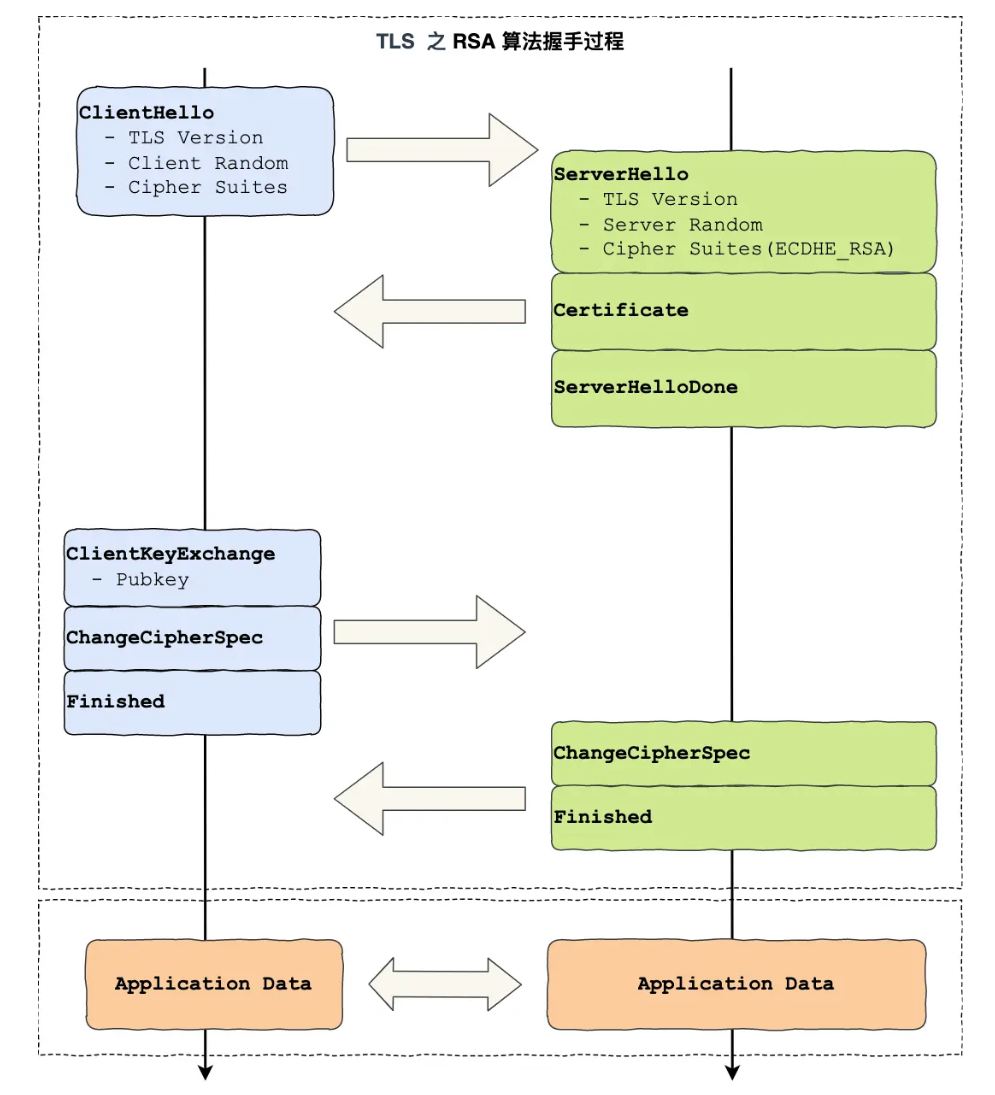 TLS 之 RSA 算法握手过程
ClientHello
- TLS Version
- Client Random
- Cipher Suites
ServerHello
- TLS Version
- Server Random
- Cipher Suites(ECDHE_RSA)
Certificate
ServerHelloDone
ClientKeyExchange
- Pubkey
ChangeCipherSpec
Finished
ChangeCipherSpec
Finished
Application Data
Application Data